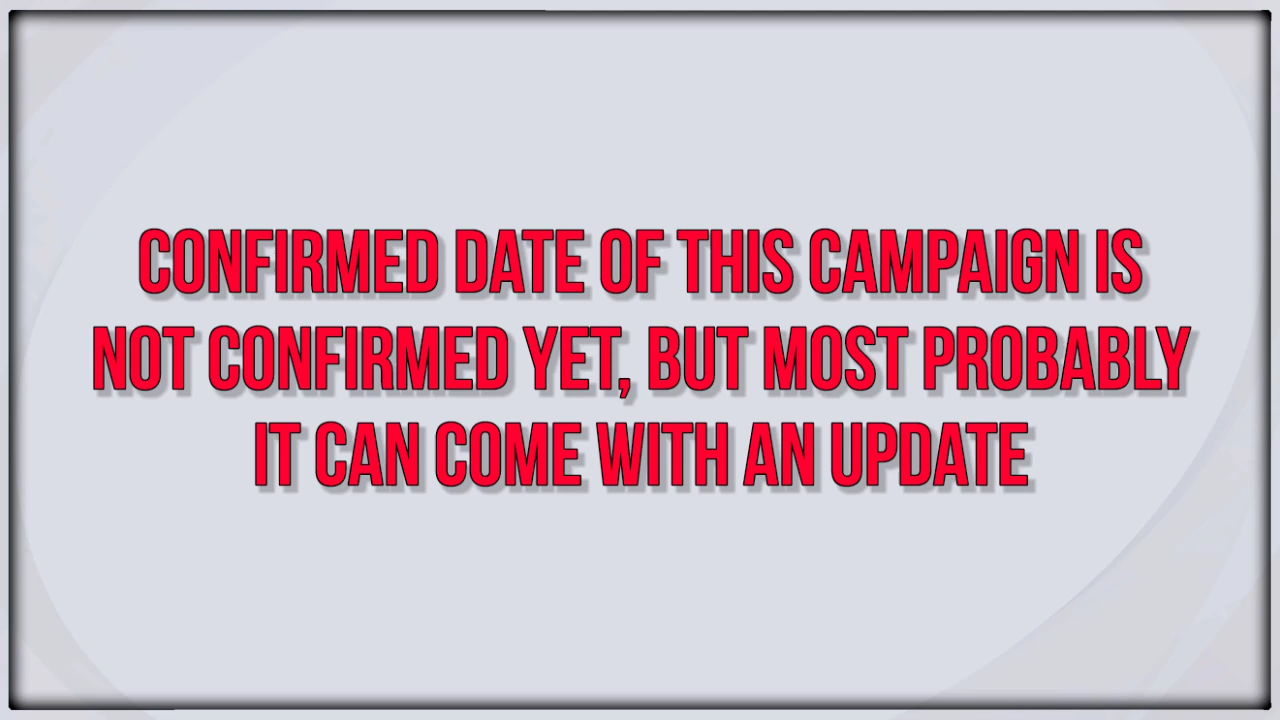 CONFIRMED DATE OF THIS CAMPAIGN IS
NOT CONFIRMED YET, BUT MOST PROBABLY
IT CAN COME WITH AN UPDATE